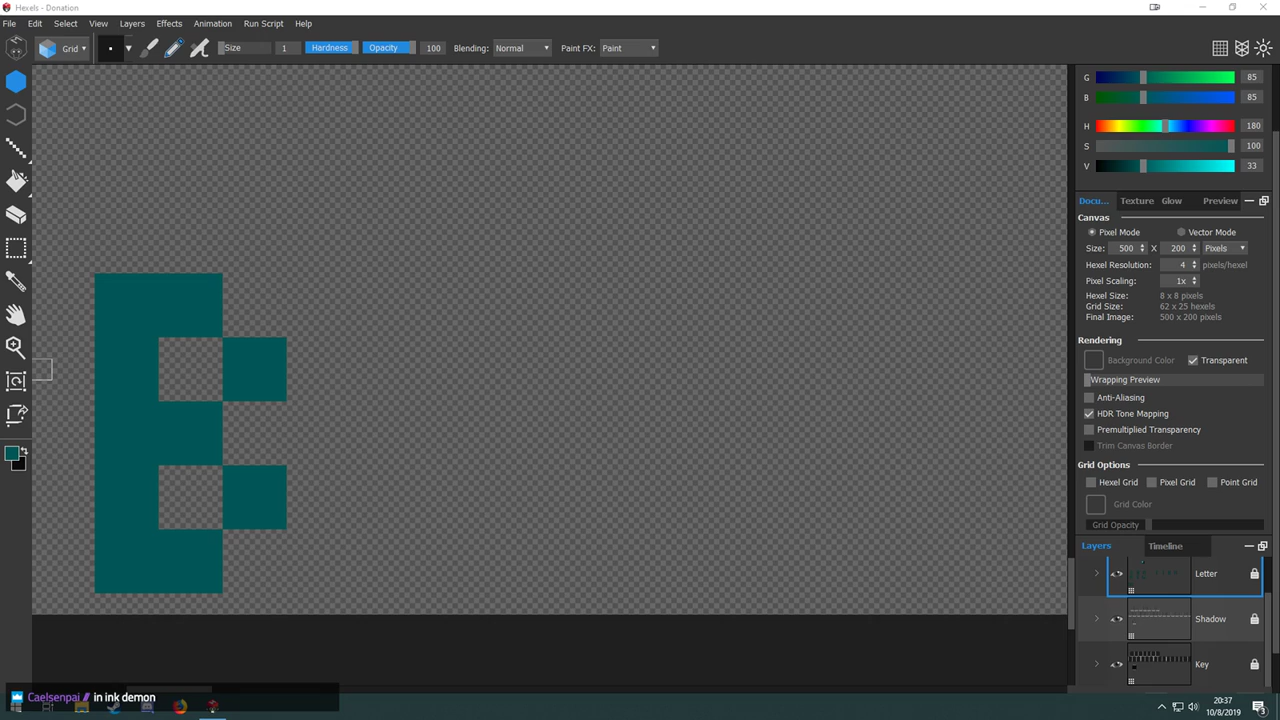 Hexels - Donation
File Edit Select View Layers Effects Animation Run Script Help
Grid Size 1 Hardness Opacity 100 Blending: Normal Paint FX: Paint
G 85
B 85
H 180
S 100
V 33
Docu... Texture Glow Preview
Canvas
Pixel Mode Vector Mode
Size: 500 X 200 Pixels
Hexel Resolution: 4 pixels/hexel
Pixel Scaling: 1x
Hexel Size: 8 x 8 pixels
Grid Size: 62 x 25 hexels
Final Image: 500 x 200 pixels
Rendering
Background Color Transparent
Wrapping Preview
Anti-Aliasing
HDR Tone Mapping
Premultiplied Transparency
Trim Canvas Border
Grid Options
Hexel Grid Pixel Grid Point Grid
Grid Color
Grid Opacity
Layers Timeline
Letter
Shadow
Key
Caelsenpai in ink demon
20:37
10/8/2019
3